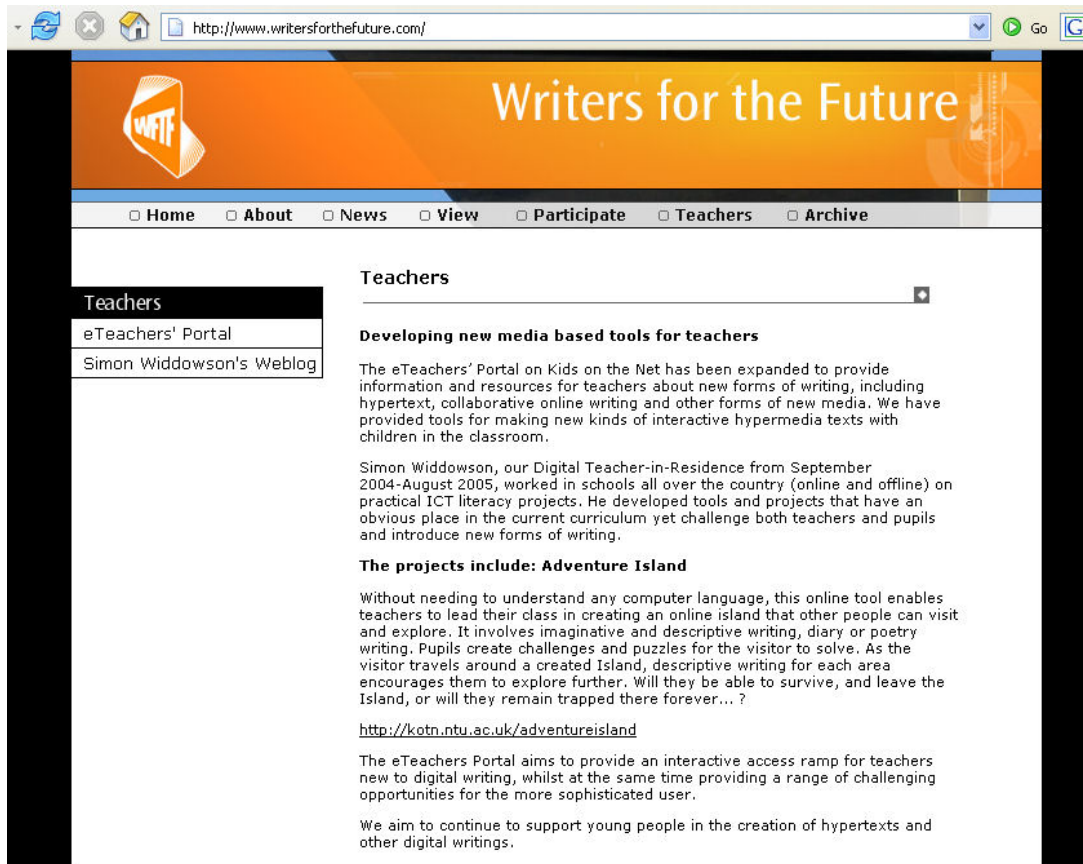 http://www.writersforthefuture.com/
Go
G
WFTF
Writers for the Future
Home About News View Participate Teachers Archive
Teachers
eTeachers' Portal
Simon Widdowson's Weblog
Teachers
Developing new media based tools for teachers
The eTeachers' Portal on Kids on the Net has been expanded to provide
information and resources for teachers about new forms of writing, including
hypertext, collaborative online writing and other forms of new media. We have
provided tools for making new kinds of interactive hypermedia texts with
children in the classroom.
Simon Widdowson, our Digital Teacher-in-Residence from September
2004-August 2005, worked in schools all over the country (online and offline) on
practical ICT literacy projects. He developed tools and projects that have an
obvious place in the current curriculum yet challenge both teachers and pupils
and introduce new forms of writing.
The projects include: Adventure Island
Without needing to understand any computer language, this online tool enables
teachers to lead their class in creating an online island that other people can visit
and explore. It involves imaginative and descriptive writing, diary or poetry
writing. Pupils create challenges and puzzles for the visitor to solve. As the
visitor travels around a created Island, descriptive writing for each area
encourages them to explore further. Will they be able to survive, and leave the
Island, or will they remain trapped there forever... ?
http://kotn.ntu.ac.uk/adventureisland
The eTeachers Portal aims to provide an interactive access ramp for teachers
new to digital writing, whilst at the same time providing a range of challenging
opportunities for the more sophisticated user.
We aim to continue to support young people in the creation of hypertexts and
other digital writings.